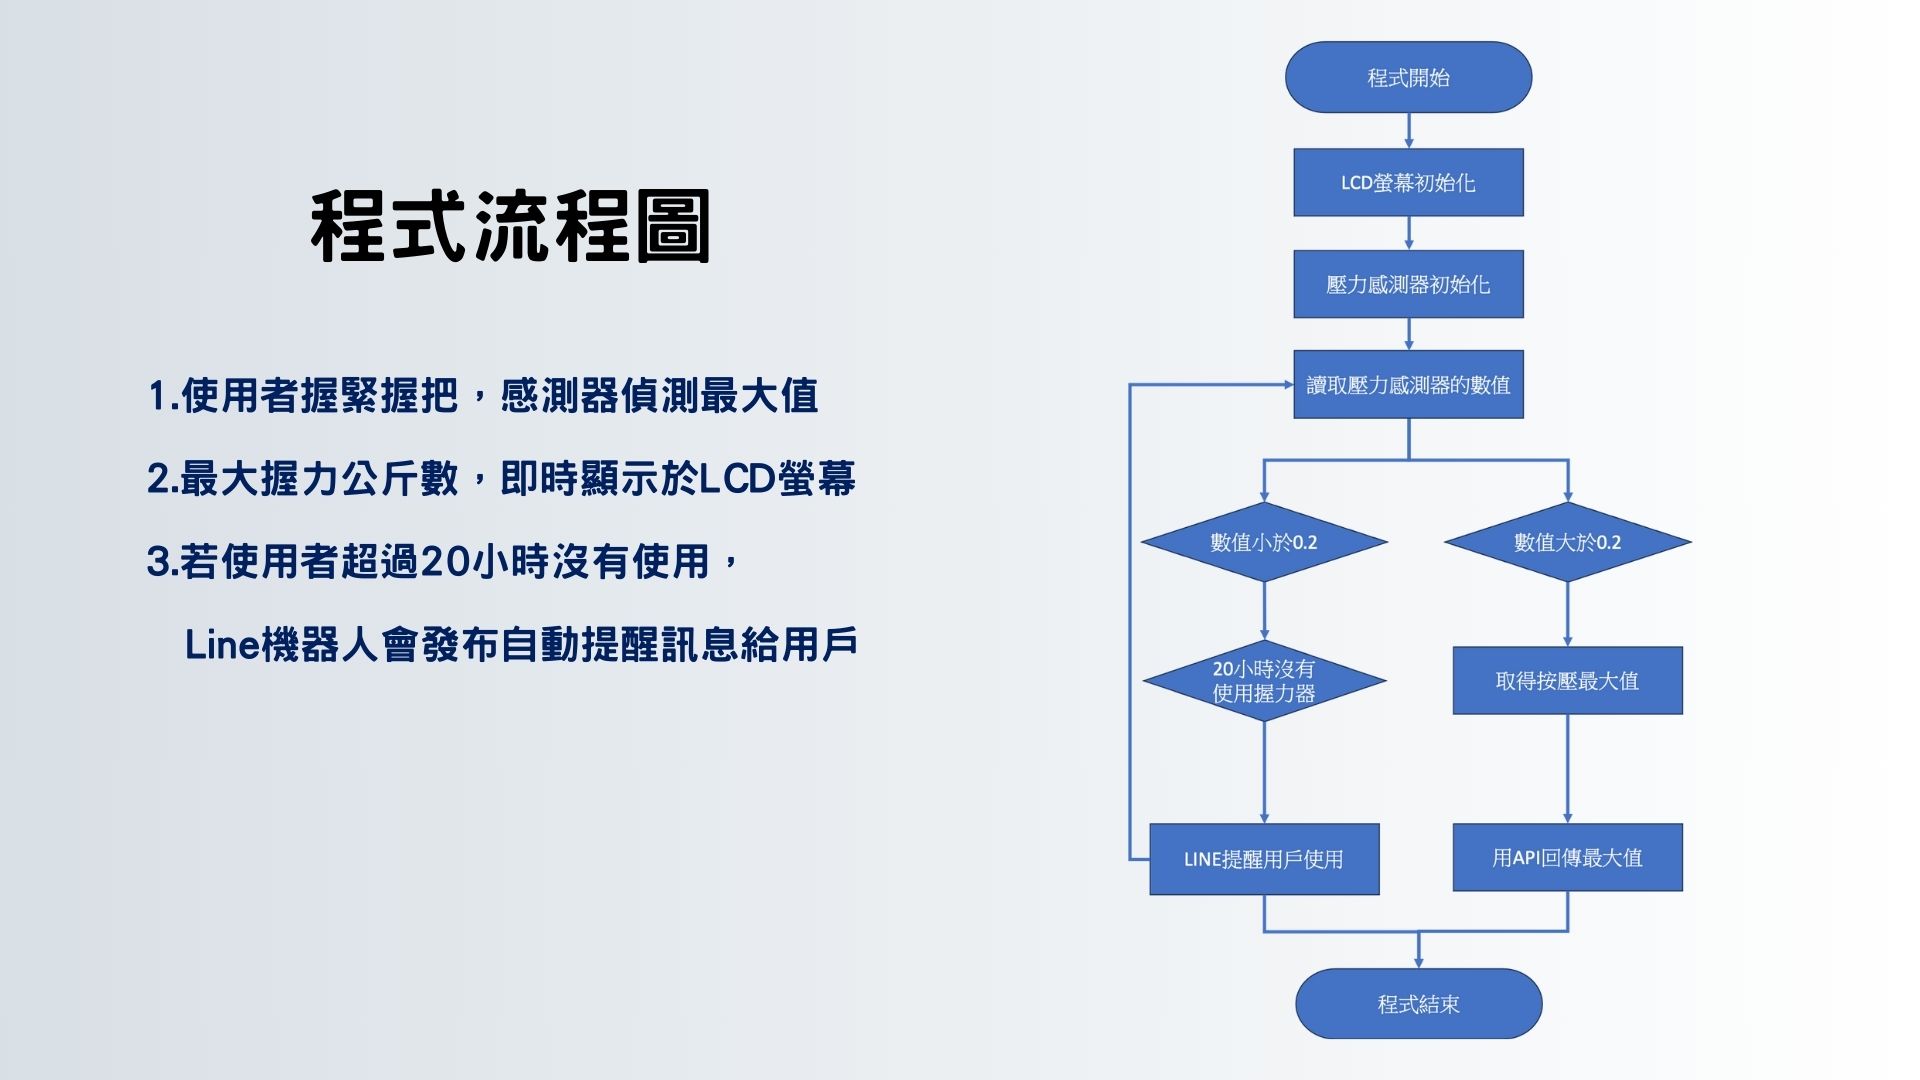 程式流程圖
1.使用者握緊握把，感測器偵測最大值
2.最大握力公斤數，即時顯示於LCD螢幕
3.若使用者超過20小時沒有使用，
Line機器人會發布自動提醒訊息給用戶
程式開始
LCD螢幕初始化
壓力感測器初始化
讀取壓力感測器的數值
數值小於0.2
數值大於0.2
20小時沒有
使用握力器
取得按壓最大值
LINE提醒用戶使用
用API回傳最大值
程式結束